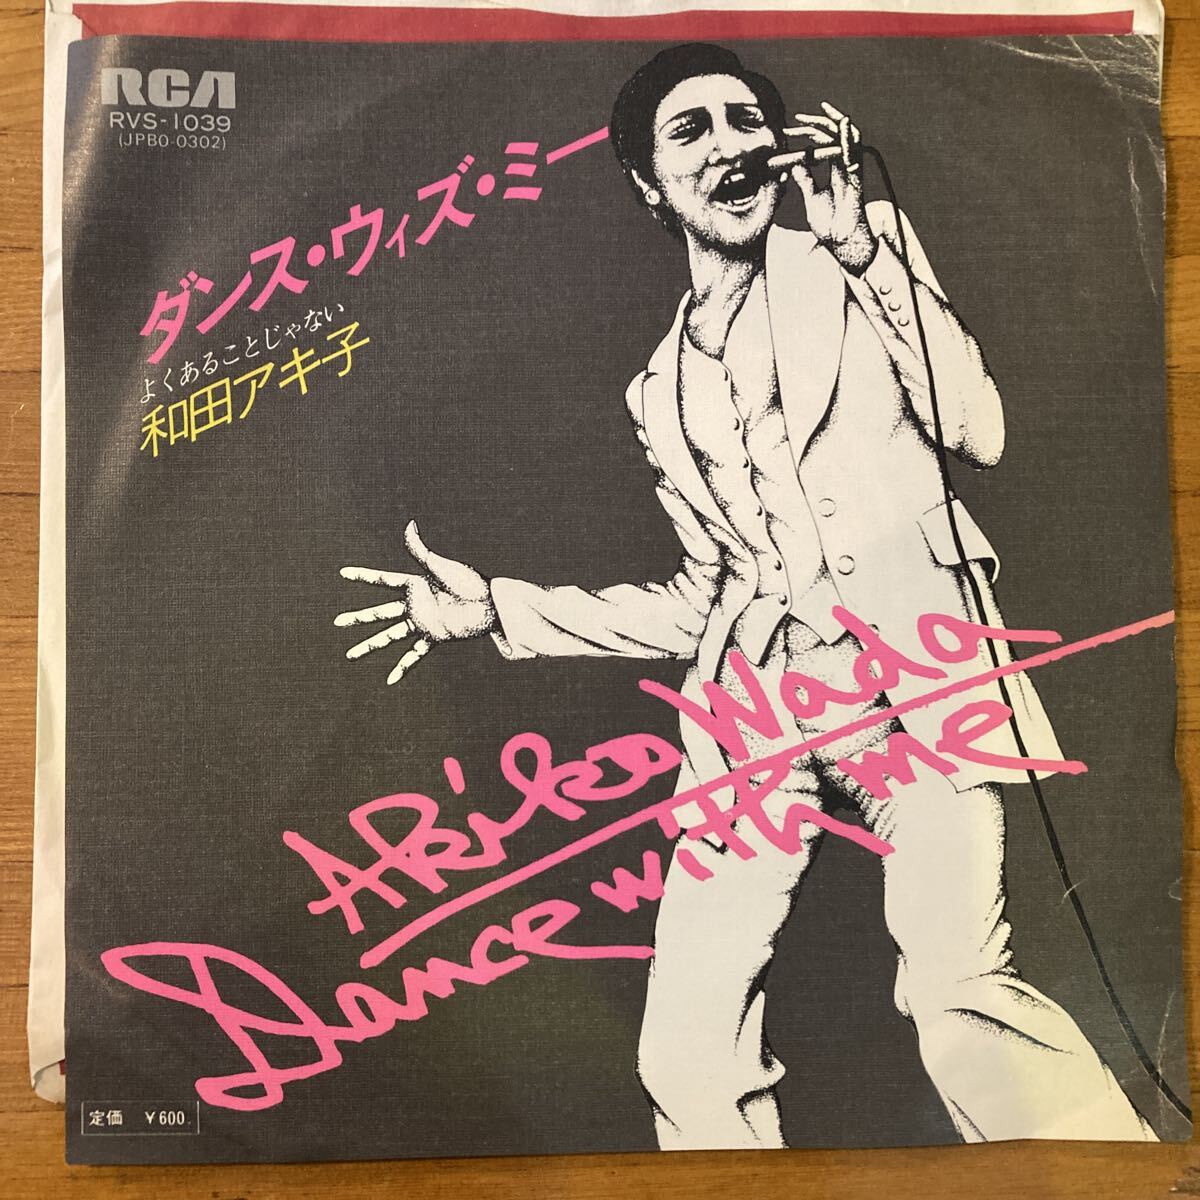 RCA
RVS-1039
(JPBO-0302)
ダンス・ウィズ・ミー
よくあることじゃない
和田アキ子
Akiko Wada
Dance with me
定価 ¥600.